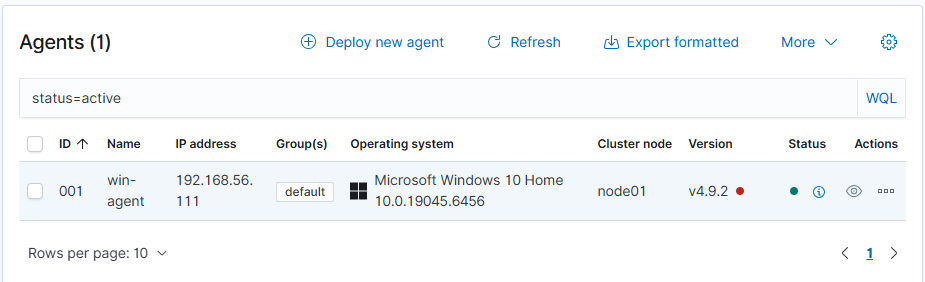 Agents (1)
Deploy new agent
Refresh
Export formatted
More
status=active
WQL
ID Name IP address Group(s) Operating system Cluster node Version Status Actions
001
win-
agent
192.168.56.
111
default
Microsoft Windows 10 Home
10.0.19045.6456
node01
v4.9.2
Rows per page: 10
1